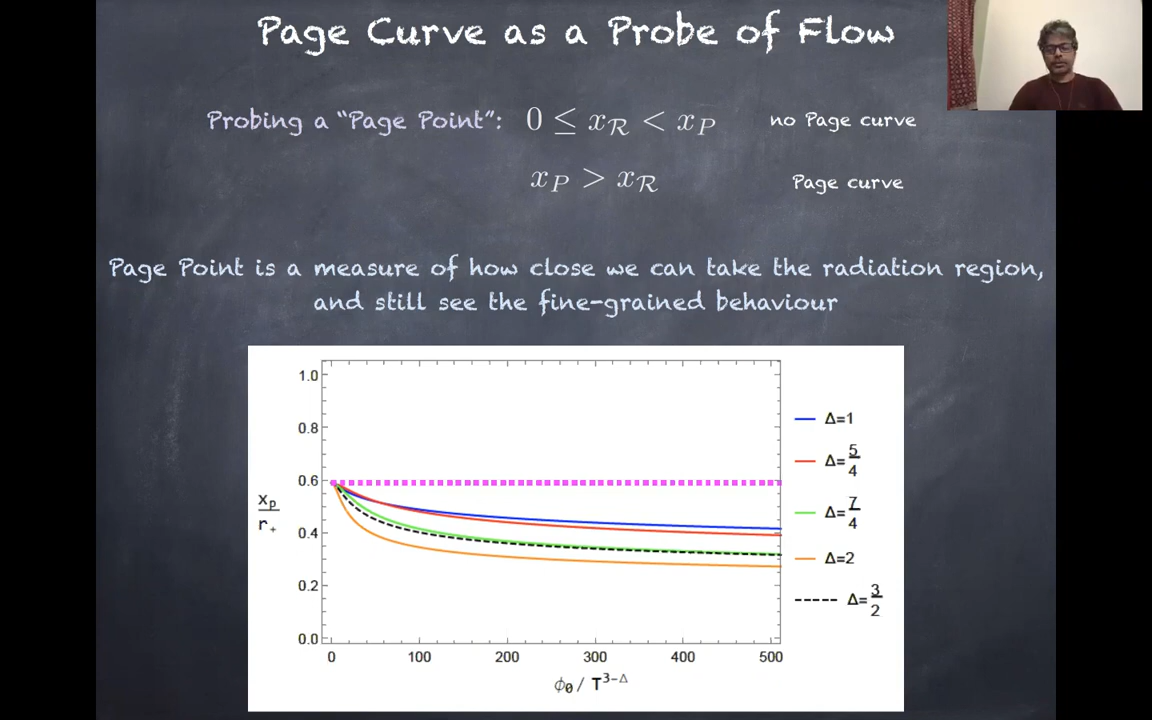 Page Curve as a Probe of Flow
Probing a “Page Point”: 0 ≤ x_ℛ < x_P no Page curve
x_P > x_ℛ Page curve
Page Point is a measure of how close we can take the radiation region,
and still see the fine-grained behaviour
1.0
0.8
0.6
0.4
0.2
0.0
x_p/r_+
0 100 200 300 400 500
ϕ_0 / T^{3-Δ}
Δ=1
Δ=5/4
Δ=7/4
Δ=2
Δ=3/2